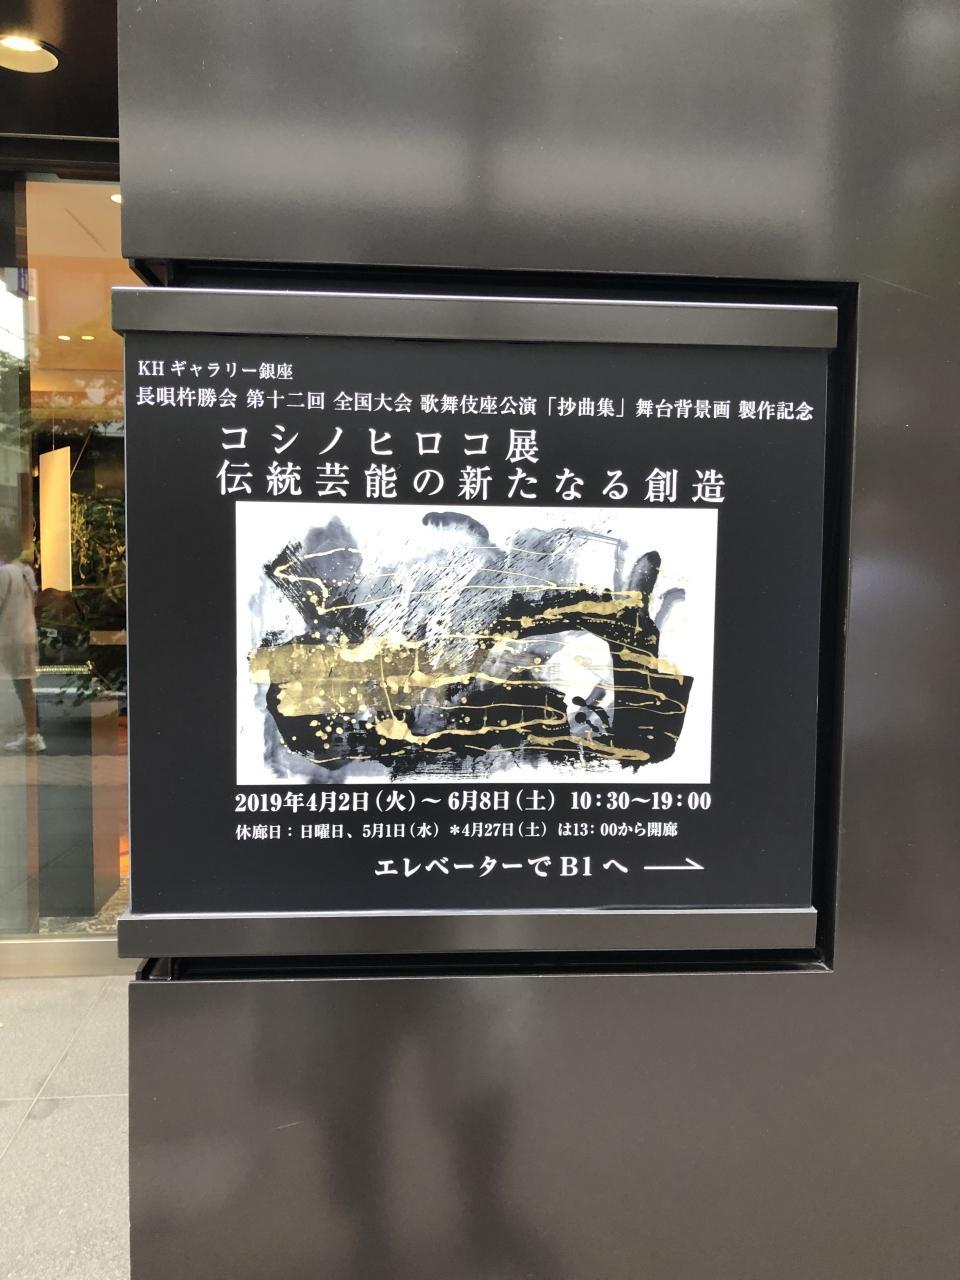 KH ギャラリー銀座
長唄杵勝会 第十二回 全国大会 歌舞伎座公演「抄曲集」舞台背景画 製作記念
コシノヒロコ展
伝統芸能の新たなる創造
2019年4月2日（火）～ 6月8日（土） 10：30～19：00
休廊日：日曜日、5月1日（水）＊4月27日（土）は13：00から開廊
エレベーターで B1 へ →